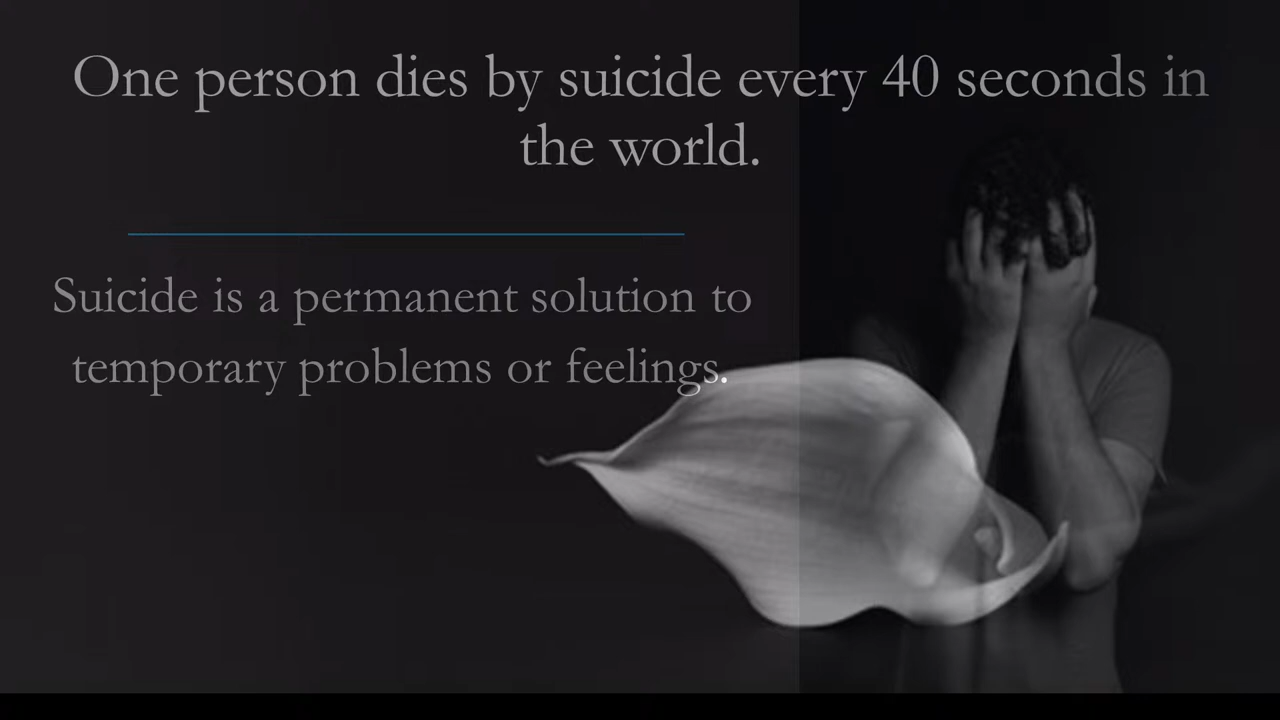 One person dies by suicide every 40 seconds in
the world.
Suicide is a permanent solution to
temporary problems or feelings.